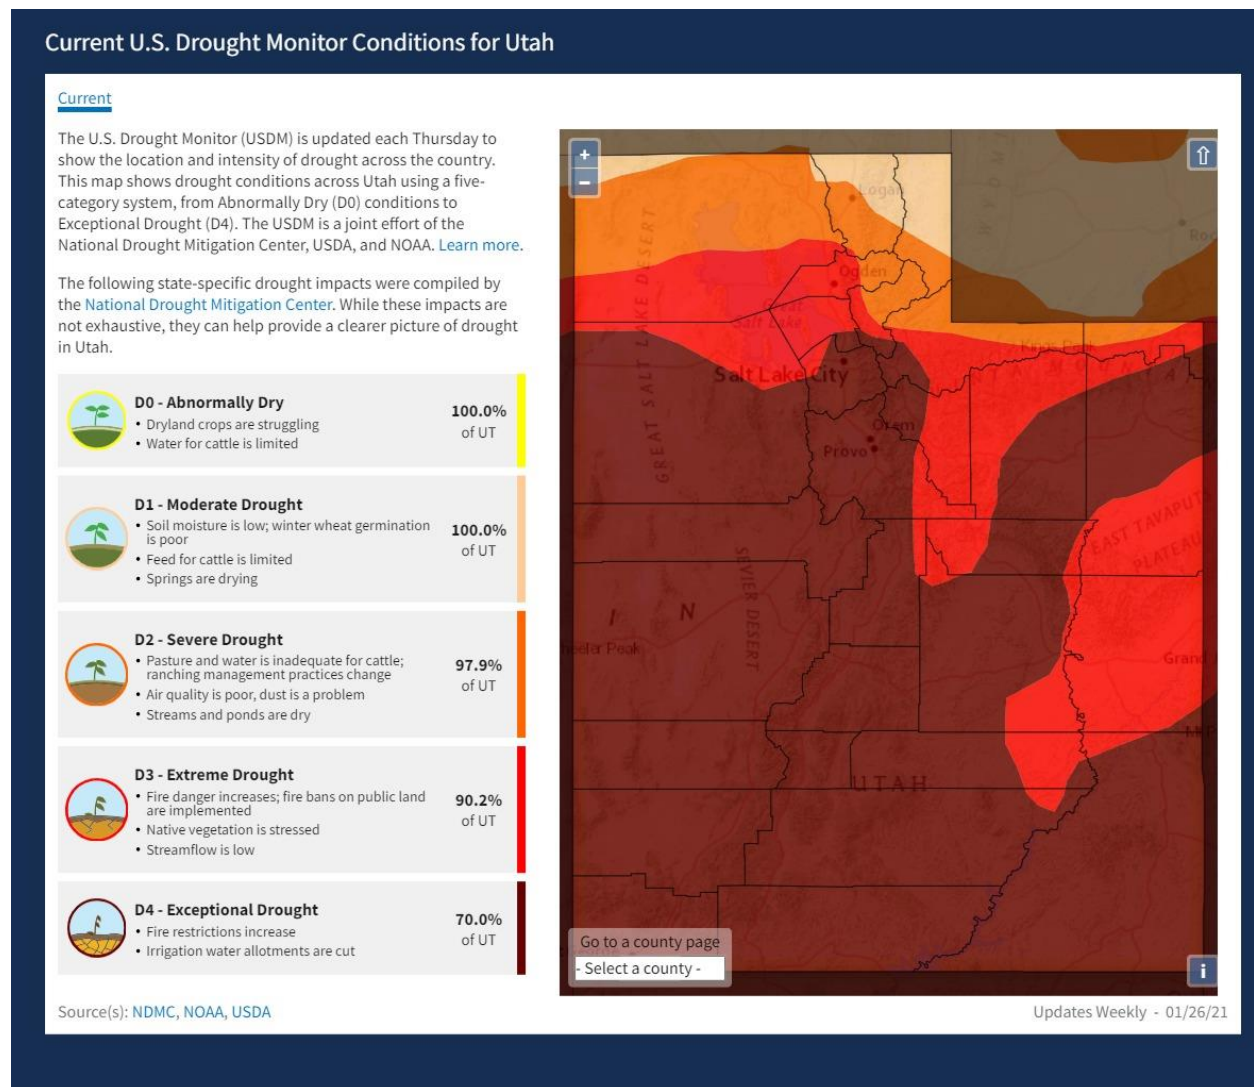 Current U.S. Drought Monitor Conditions for Utah
Current
The U.S. Drought Monitor (USDM) is updated each Thursday to
show the location and intensity of drought across the country.
This map shows drought conditions across Utah using a five-
category system, from Abnormally Dry (D0) conditions to
Exceptional Drought (D4). The USDM is a joint effort of the
National Drought Mitigation Center, USDA, and NOAA. Learn more.
The following state-specific drought impacts were compiled by
the National Drought Mitigation Center. While these impacts are
not exhaustive, they can help provide a clearer picture of drought
in Utah.
D0 - Abnormally Dry
• Dryland crops are struggling
• Water for cattle is limited
100.0%
of UT
D1 - Moderate Drought
• Soil moisture is low; winter wheat germination
is poor
• Feed for cattle is limited
• Springs are drying
100.0%
of UT
D2 - Severe Drought
• Pasture and water is inadequate for cattle;
ranching management practices change
• Air quality is poor, dust is a problem
• Streams and ponds are dry
97.9%
of UT
D3 - Extreme Drought
• Fire danger increases; fire bans on public land
are implemented
• Native vegetation is stressed
• Streamflow is low
90.2%
of UT
D4 - Exceptional Drought
• Fire restrictions increase
• Irrigation water allotments are cut
70.0%
of UT
+
−
⇧
Logan
Ogden
GREAT SALT LAKE DESERT
Great
Salt Lake
Kings Peak
Salt Lake City
Orem
Provo
EAST TAVAPUTS
PLATEAU
SEVIER DESERT
I N
heeler Peak
Grand
UTAH
Go to a county page
- Select a county -
i
Source(s): NDMC, NOAA, USDA
Updates Weekly - 01/26/21